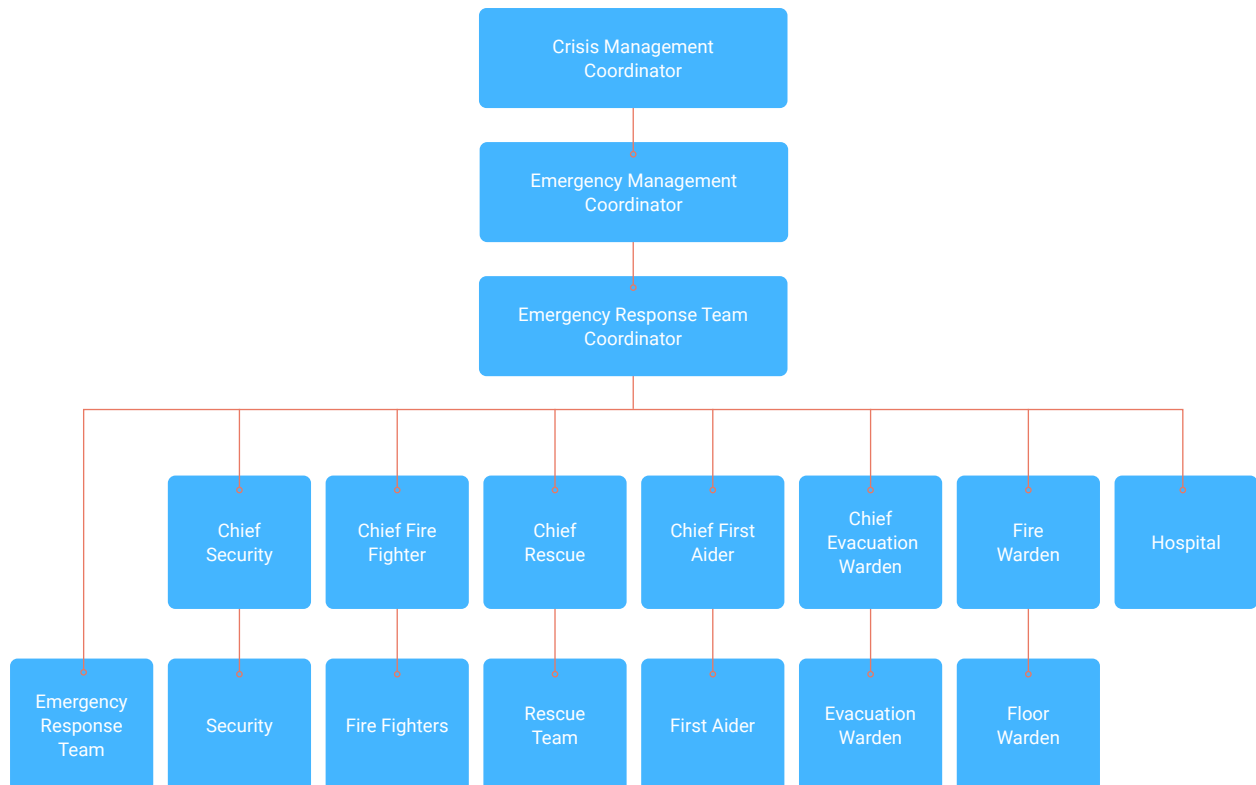 Crisis Management
Coordinator
Emergency Management
Coordinator
Emergency Response Team
Coordinator
Chief
Security
Chief Fire
Fighter
Chief
Rescue
Chief First
Aider
Chief
Evacuation
Warden
Fire
Warden
Hospital
Emergency
Response
Team
Security
Fire Fighters
Rescue
Team
First Aider
Evacuation
Warden
Floor
Warden